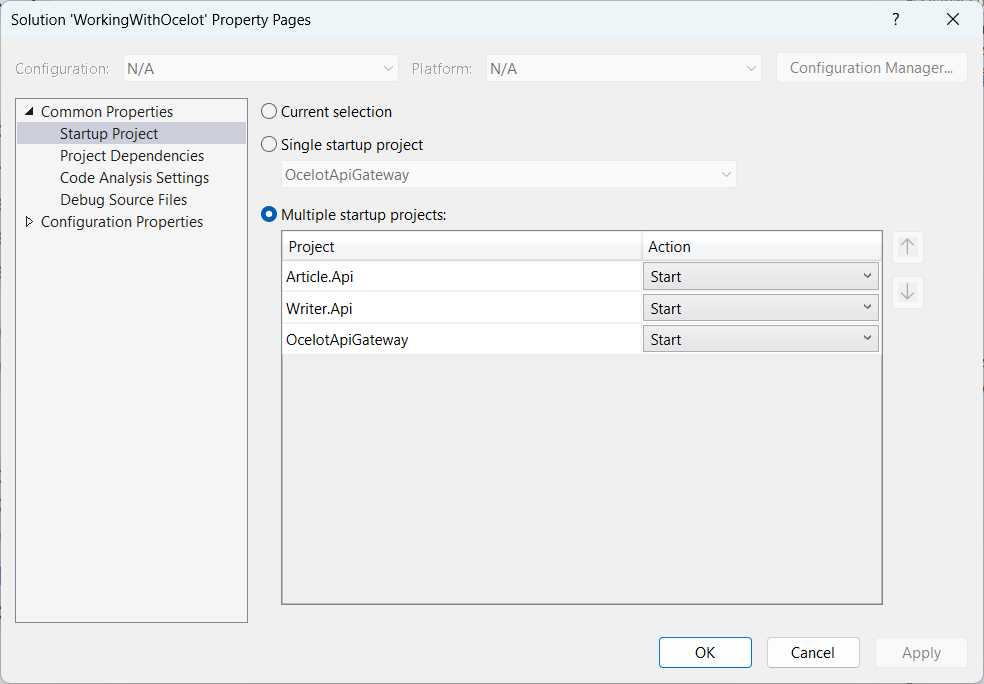 Solution 'WorkingWithOcelot' Property Pages ?
Configuration: N/A Platform: N/A Configuration Manager...
Common Properties
Startup Project
Project Dependencies
Code Analysis Settings
Debug Source Files
Configuration Properties
Current selection
Single startup project
OcelotApiGateway
Multiple startup projects:
Project Action
Article.Api Start
Writer.Api Start
OcelotApiGateway Start
OK Cancel Apply